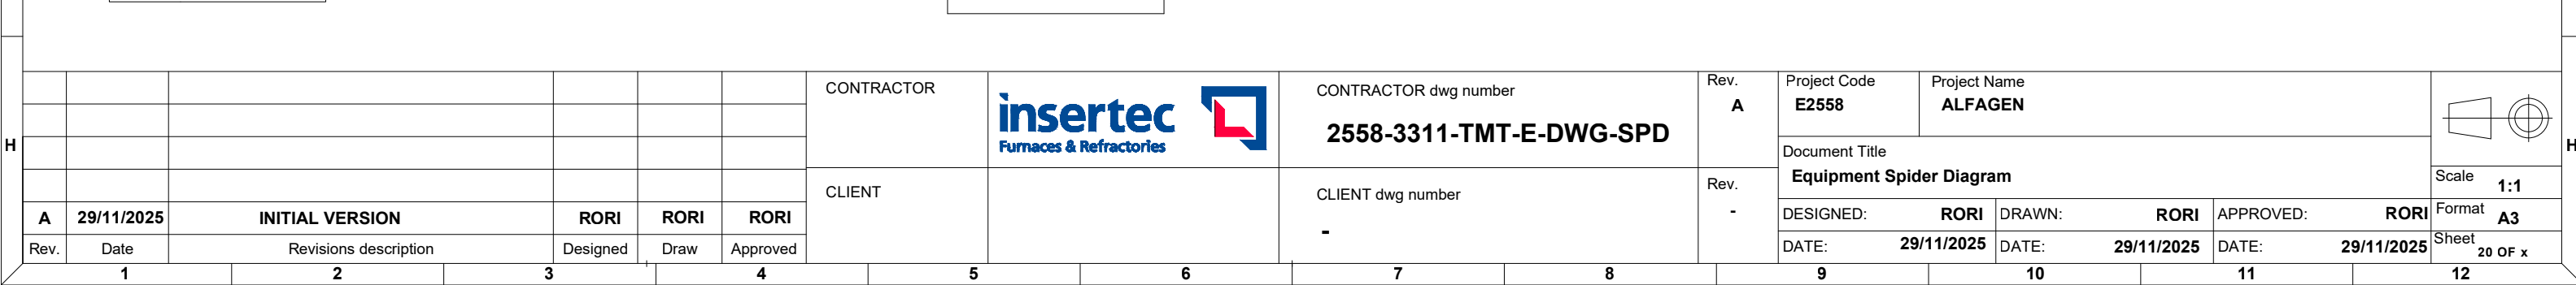 CONTRACTOR
insertec
Furnaces & Refractories
CONTRACTOR dwg number
2558-3311-TMT-E-DWG-SPD
Rev.
A
Project Code
E2558
Project Name
ALFAGEN
Document Title
Equipment Spider Diagram
H
H
CLIENT
CLIENT dwg number
-
Rev.
-
Scale
1:1
A 29/11/2025 INITIAL VERSION RORI RORI RORI
Rev. Date Revisions description Designed Draw Approved
DESIGNED: RORI DRAWN: RORI APPROVED: RORI
DATE: 29/11/2025 DATE: 29/11/2025 DATE: 29/11/2025
Format
A3
Sheet
20 OF x
1 2 3 4 5 6 7 8 9 10 11 12